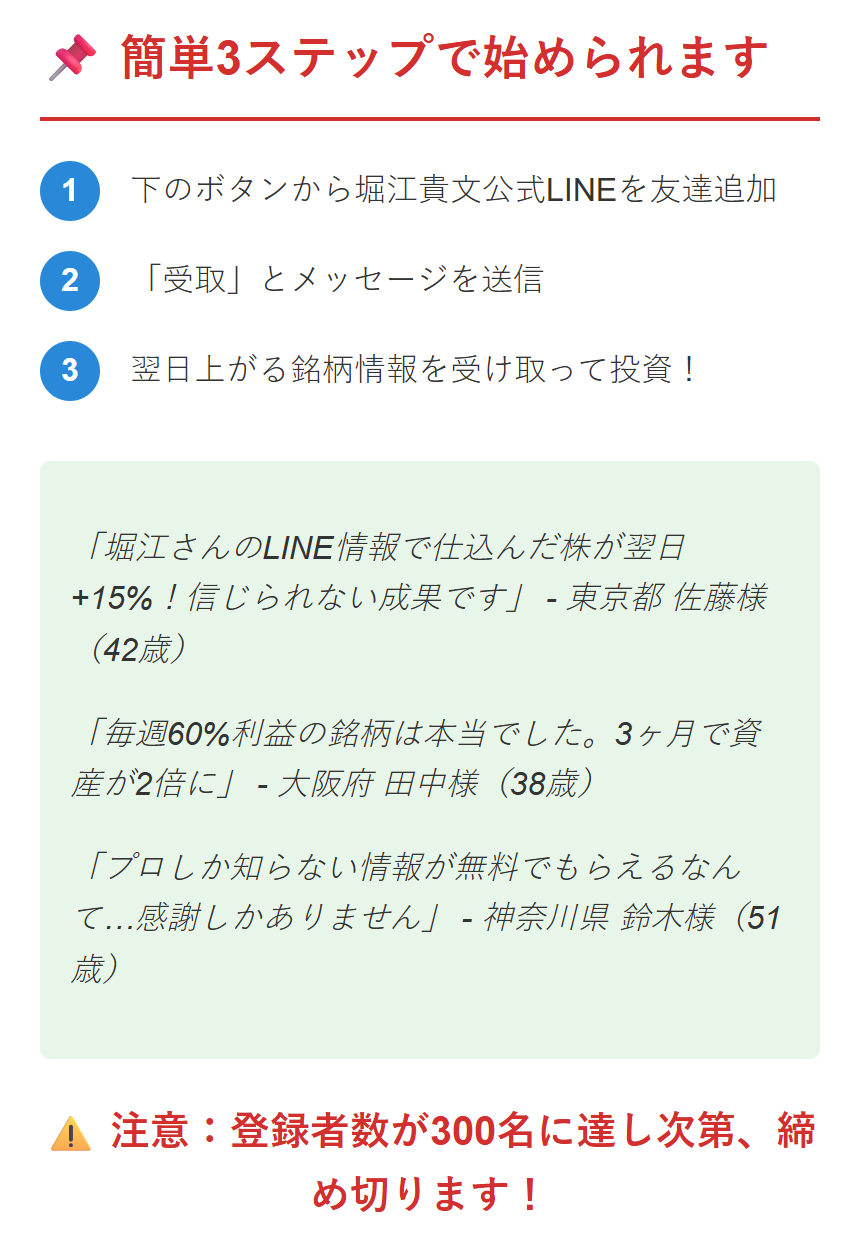 📌 簡単3ステップで始められます
1 下のボタンから堀江貴文公式LINEを友達追加
2 「受取」とメッセージを送信
3 翌日上がる銘柄情報を受け取って投資！
「堀江さんのLINE情報で仕込んだ株が翌日
+15%！信じられない成果です」 - 東京都 佐藤様
（42歳）
「毎週60%利益の銘柄は本当でした。3ヶ月で資
産が2倍に」 - 大阪府 田中様（38歳）
「プロしか知らない情報が無料でもらえるなん
て...感謝しかありません」 - 神奈川県 鈴木様（51
歳）
⚠️ 注意：登録者数が300名に達し次第、締
め切ります！